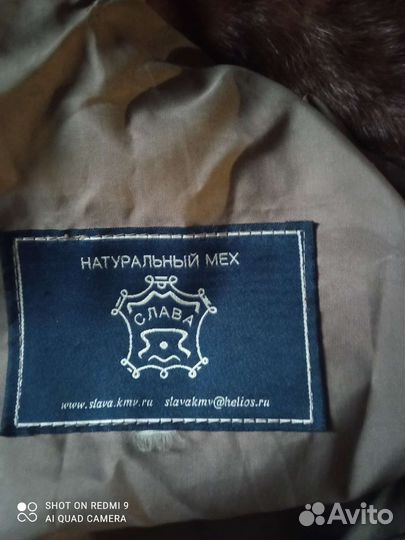 НАТУРАЛЬНЫЙ МЕХ
СЛАВА
www.slava.kmv.ru slavakmv@helios.ru
SHOT ON REDMI 9
AI QUAD CAMERA
Avito